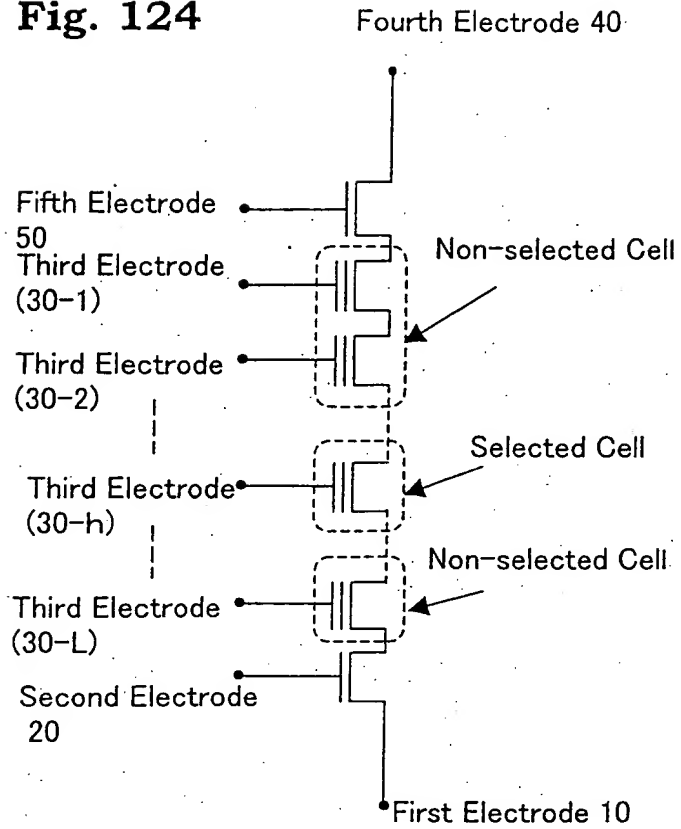 Fig. 124
Fourth Electrode 40
Fifth Electrode
50
Third Electrode
(30-1)
Non-selected Cell
Third Electrode
(30-2)
Selected Cell
Third Electrode
(30-h)
Non-selected Cell
Third Electrode
(30-L)
Second Electrode
20
First Electrode 10